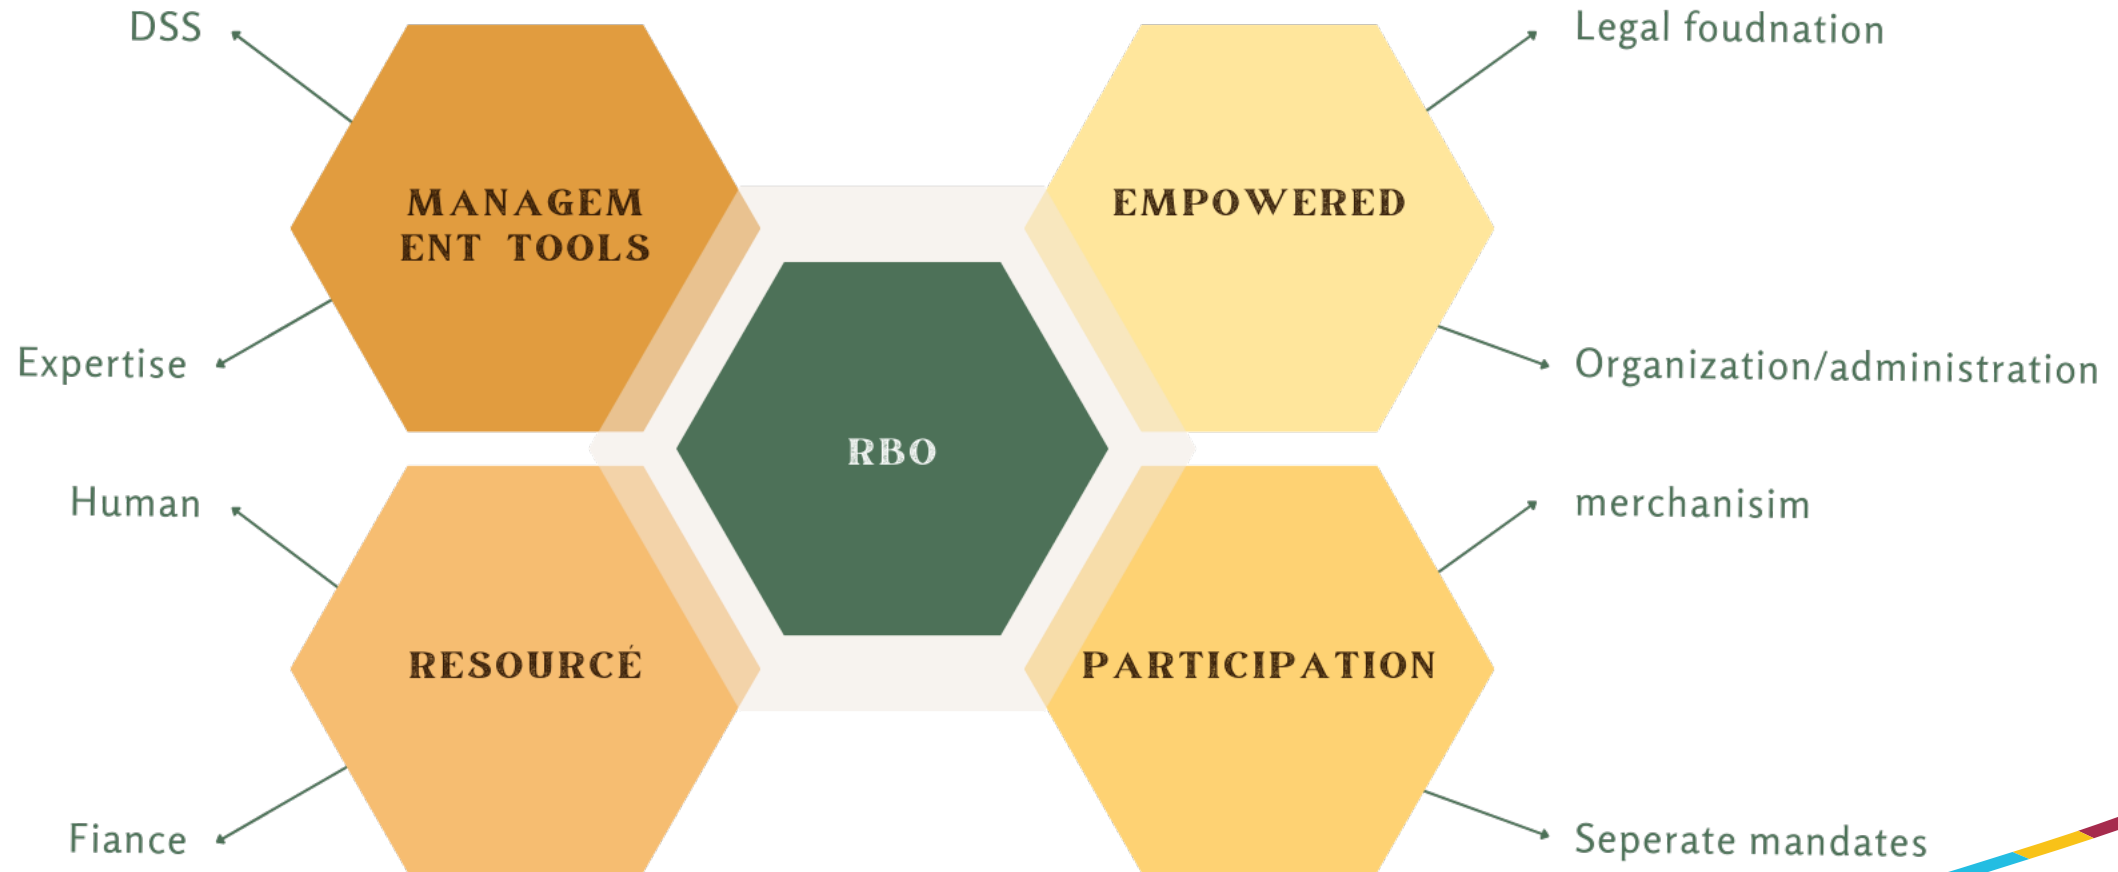 DSS
Legal foudnation
MANAGEM
ENT TOOLS
EMPOWERED
Expertise
Organization/administration
RBO
Human
merchanisim
RESOURCÉ
PARTICIPATION
Fiance
Seperate mandates